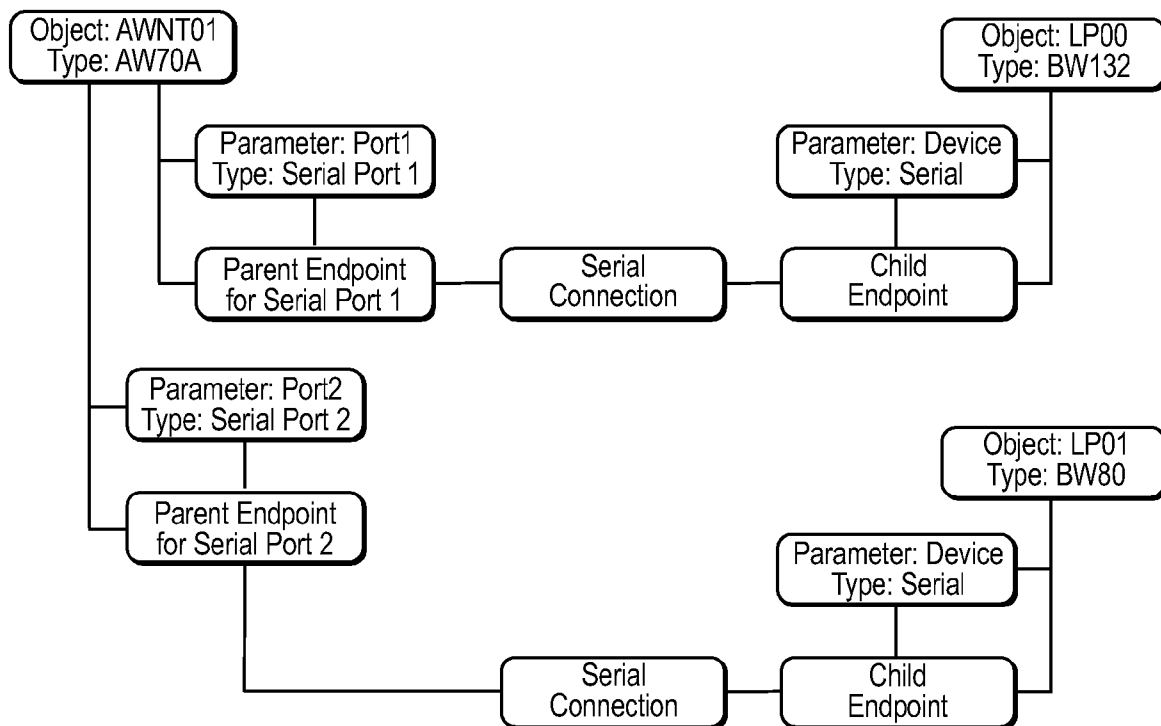 Object: AWNT01
Type: AW70A
Object: LP00
Type: BW132
Parameter: Port1
Type: Serial Port 1
Parameter: Device
Type: Serial
Parent Endpoint
for Serial Port 1
Serial
Connection
Child
Endpoint
Parameter: Port2
Type: Serial Port 2
Object: LP01
Type: BW80
Parent Endpoint
for Serial Port 2
Parameter: Device
Type: Serial
Serial
Connection
Child
Endpoint